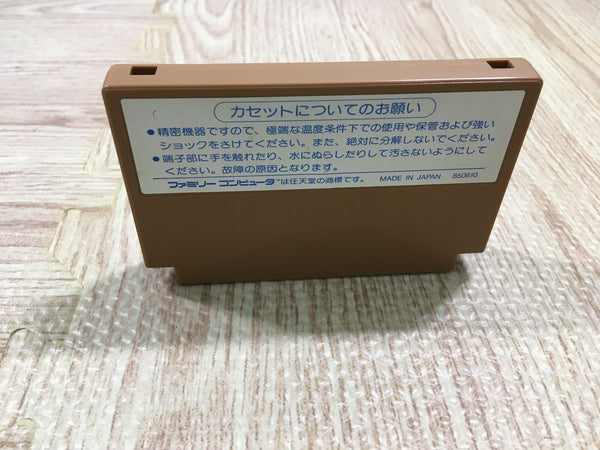 カセットについてのお願い
●精密機器ですので、極端な温度条件下での使用や保管および強い
ショックをさけてください。また、絶対に分解しないでください。
●端子部に手を触れたり、水にぬらしたりして汚さないようにして
ください。故障の原因となります。
ファミリーコンピュータ™は任天堂の商標です。 MADE IN JAPAN 650610